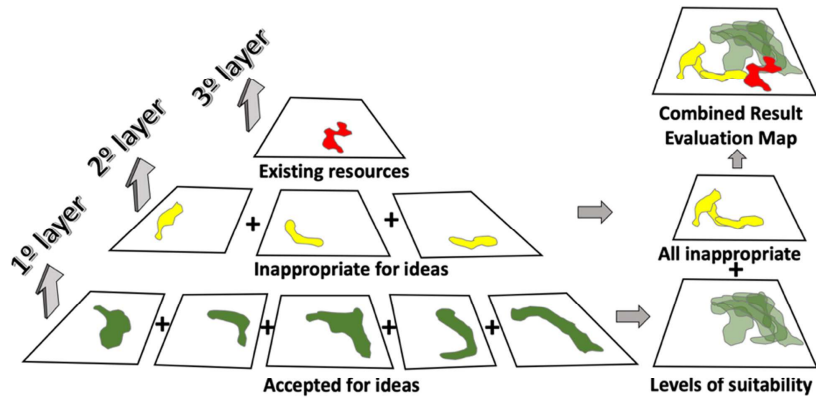 3º layer
2º layer
1º layer
Existing resources
+
+
Inappropriate for ideas
+
+
+
+
Accepted for ideas
Combined Result
Evaluation Map
All inappropriate
+
Levels of suitability